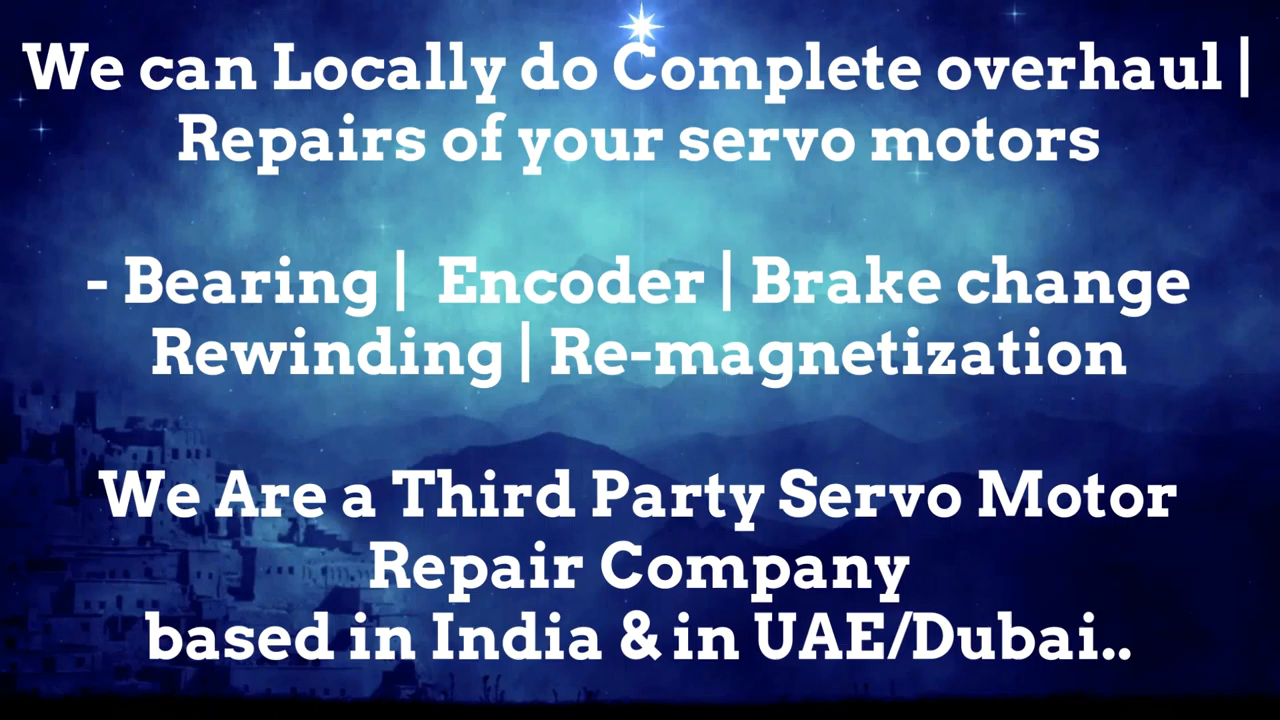 We can Locally do Complete overhaul |
Repairs of your servo motors
- Bearing | Encoder | Brake change
Rewinding | Re-magnetization
We Are a Third Party Servo Motor
Repair Company
based in India & in UAE/Dubai..